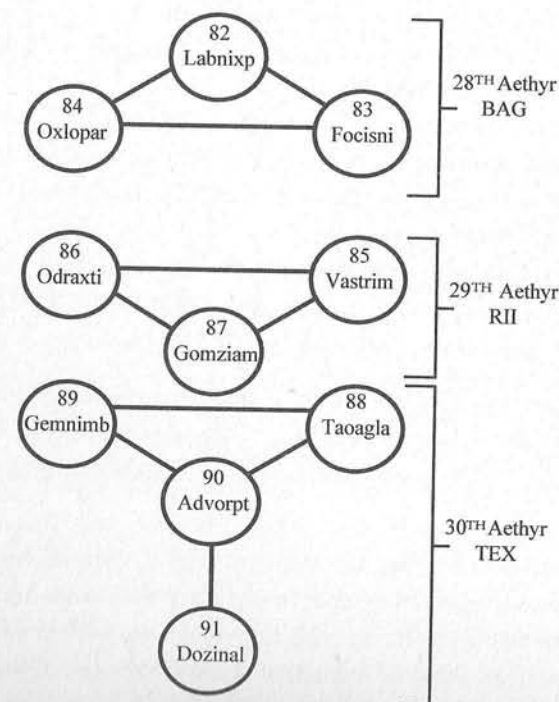 82
Labnixp
84
Oxlopar
83
Focisni
28TH Aethyr
BAG
86
Odraxti
85
Vastrim
87
Gomziam
29TH Aethyr
RII
89
Gemnimb
88
Taoagla
90
Advorpt
91
Dozinal
30TH Aethyr
TEX